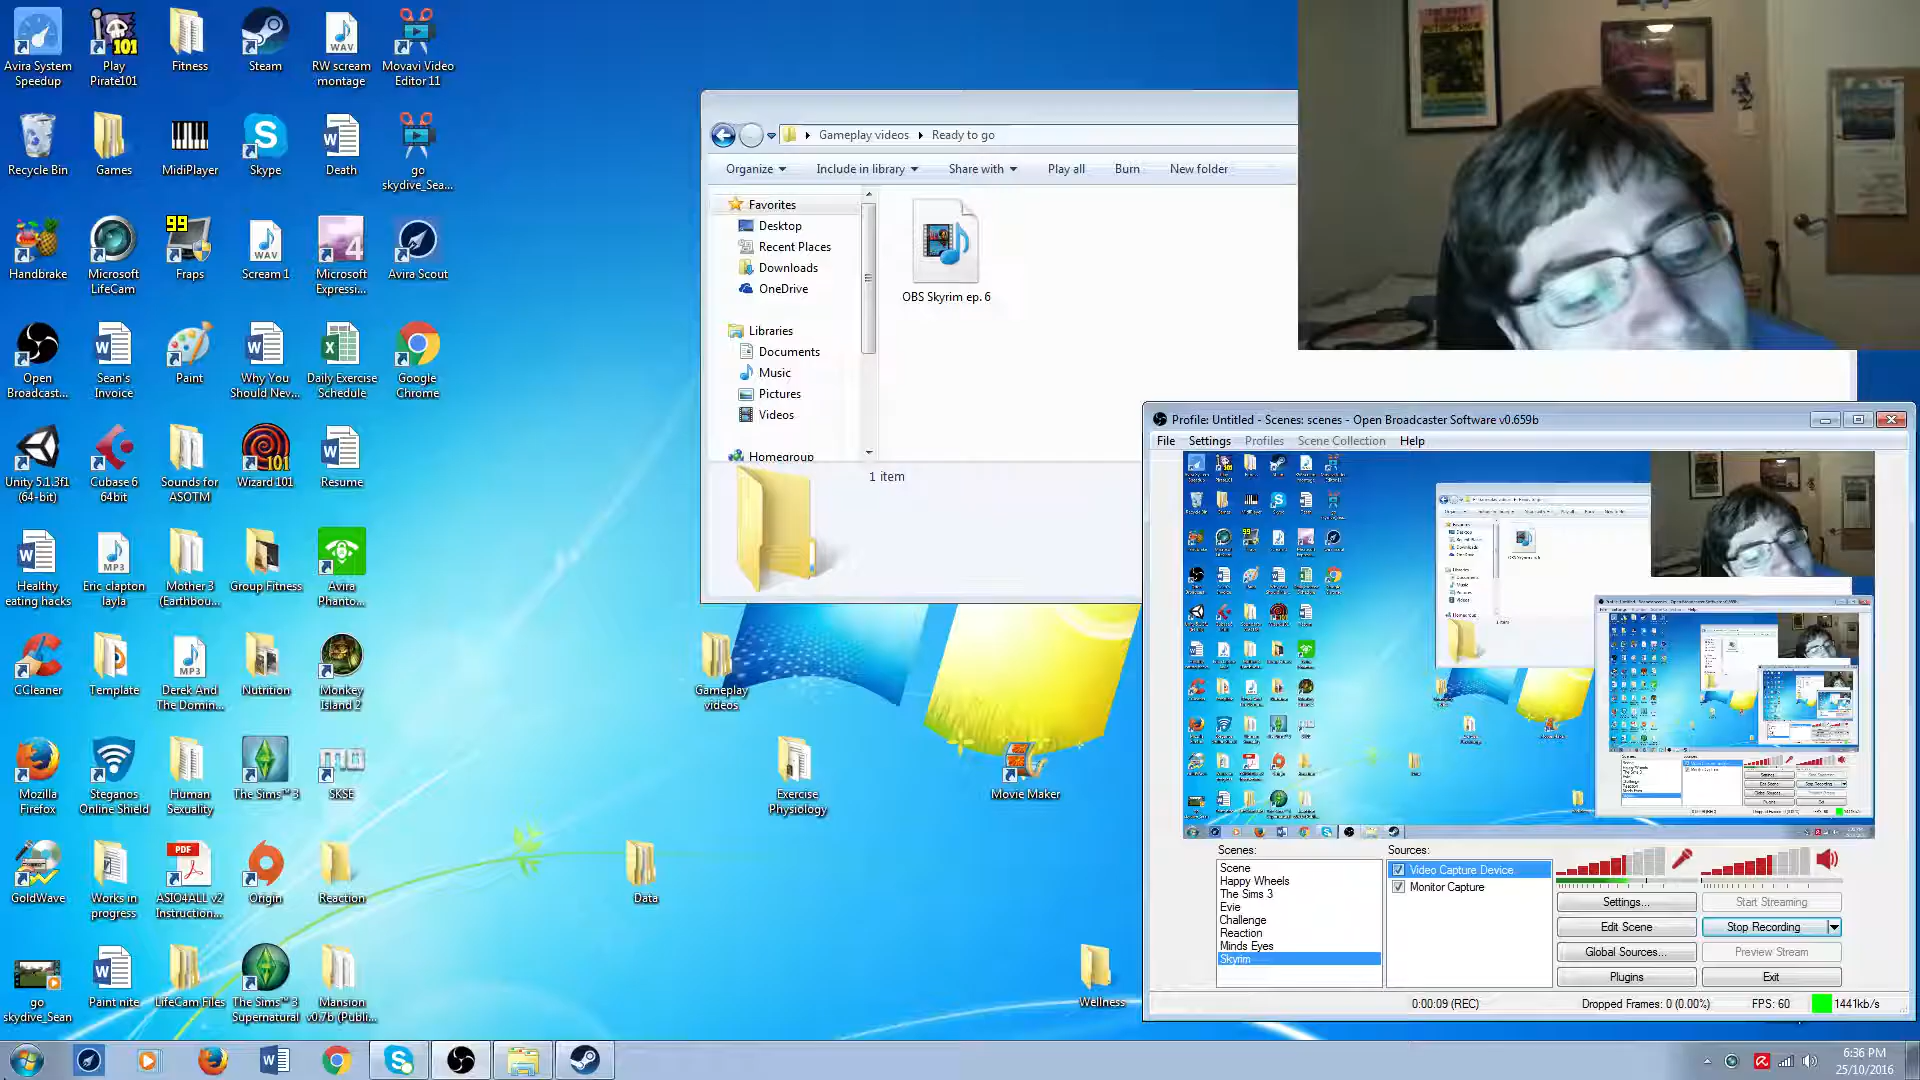 Avira System
Speedup
Play
Pirate101
Fitness
Steam
RW scream
montage
Movavi Video
Editor 11
Recycle Bin
Games
MidiPlayer
Skype
Death
go
skydive_Sea...
Handbrake
Microsoft
LifeCam
99
Fraps
Scream 1
Microsoft
Expressi...
Avira Scout
Open
Broadcast...
Sean's
Invoice
Paint
Why You
Should Nev...
Daily Exercise
Schedule
Google
Chrome
Unity 5.1.3f1
(64-bit)
Cubase 6
64bit
Sounds for
ASOTM
Wizard 101
Resume
Healthy
eating hacks
Eric clapton
layla
Mother 3
(Earthbou...
Group Fitness
Avira
Phanto...
CCleaner
Template
Derek And
The Domin...
Nutrition
Monkey
Island 2
Mozilla
Firefox
Steganos
Online Shield
Human
Sexuality
The Sims™ 3
SKSE
GoldWave
Works in
progress
ASIO4ALL v2
Instruction...
Origin
Reaction
go
skydive_Sean
Paint nite
LifeCam Files
The Sims™ 3
Supernatural
Mansion
v0.7b (Publi...
Gameplay
videos
Exercise
Physiology
Movie Maker
Data
Wellness
Gameplay videos
Ready to go
Organize
Include in library
Share with
Play all
Burn
New folder
Favorites
Desktop
Recent Places
Downloads
OneDrive
Libraries
Documents
Music
Pictures
Videos
Homegroup
OBS Skyrim ep. 6
1 item
Profile: Untitled - Scenes: scenes - Open Broadcaster Software v0.659b
File Settings Profiles Scene Collection Help
Scenes:
Scene
Happy Wheels
The Sims 3
Evie
Challenge
Reaction
Minds Eyes
Skyrim
Sources:
Video Capture Device
Monitor Capture
Settings...
Start Streaming
Edit Scene
Stop Recording
Global Sources...
Preview Stream
Plugins
Exit
0:00:09 (REC)
Dropped Frames: 0 (0.00%)
FPS: 60
1441kb/s
6:36 PM
25/10/2016